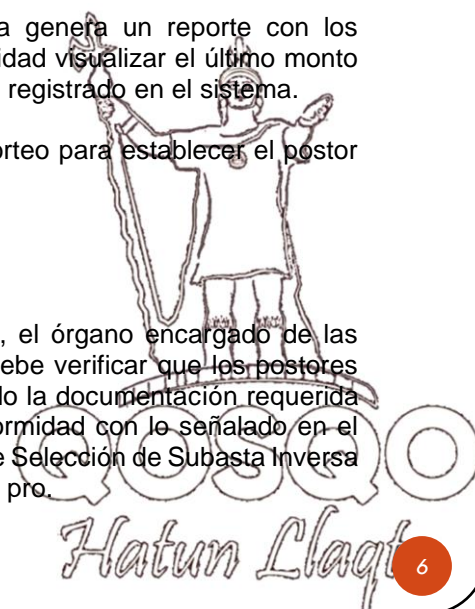 a genera un reporte con los
idad visualizar el último monto
registrado en el sistema.
orteo para establecer el postor
, el órgano encargado de las
ebe verificar que los postores
do la documentación requerida
ormidad con lo señalado en el
e Selección de Subasta Inversa
pro.
QOSQO
Hatun Llaqt
6